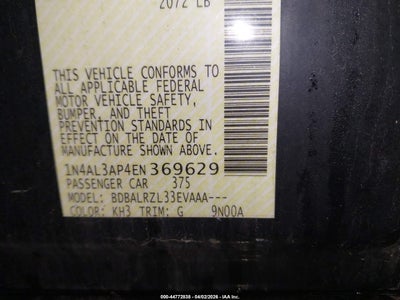 2072 LB
THIS VEHICLE CONFORMS TO
ALL APPLICABLE FEDERAL
MOTOR VEHICLE SAFETY,
BUMPER, AND THEFT
PREVENTION STANDARDS IN
EFFECT ON THE DATE OF
MANUFACTURE SHOWN ABOVE.
1N4AL3AP4EN369629
PASSENGER CAR 375
MODEL: BDBALRZL33EVAAA---
COLOR: KH3 TRIM: G 9N00A
000-44772838 - 04/02/2026 - IAA Inc.